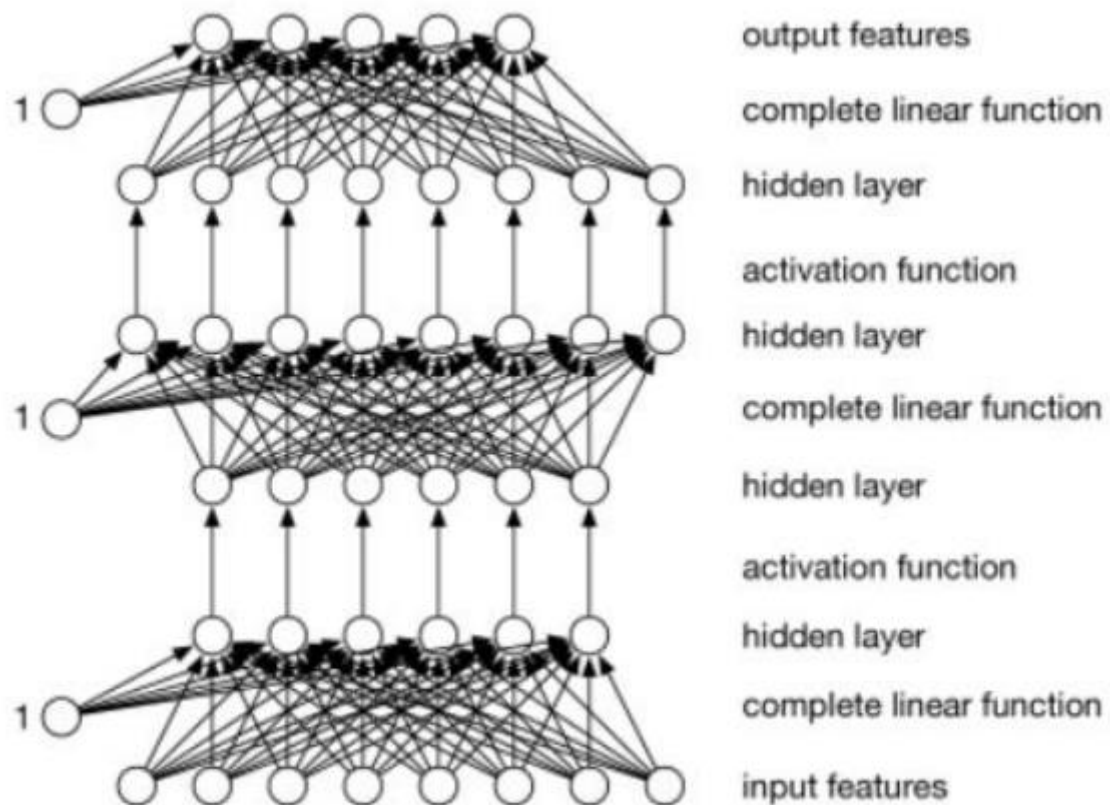 output features
1
complete linear function
hidden layer
activation function
hidden layer
1
complete linear function
hidden layer
activation function
hidden layer
1
complete linear function
input features